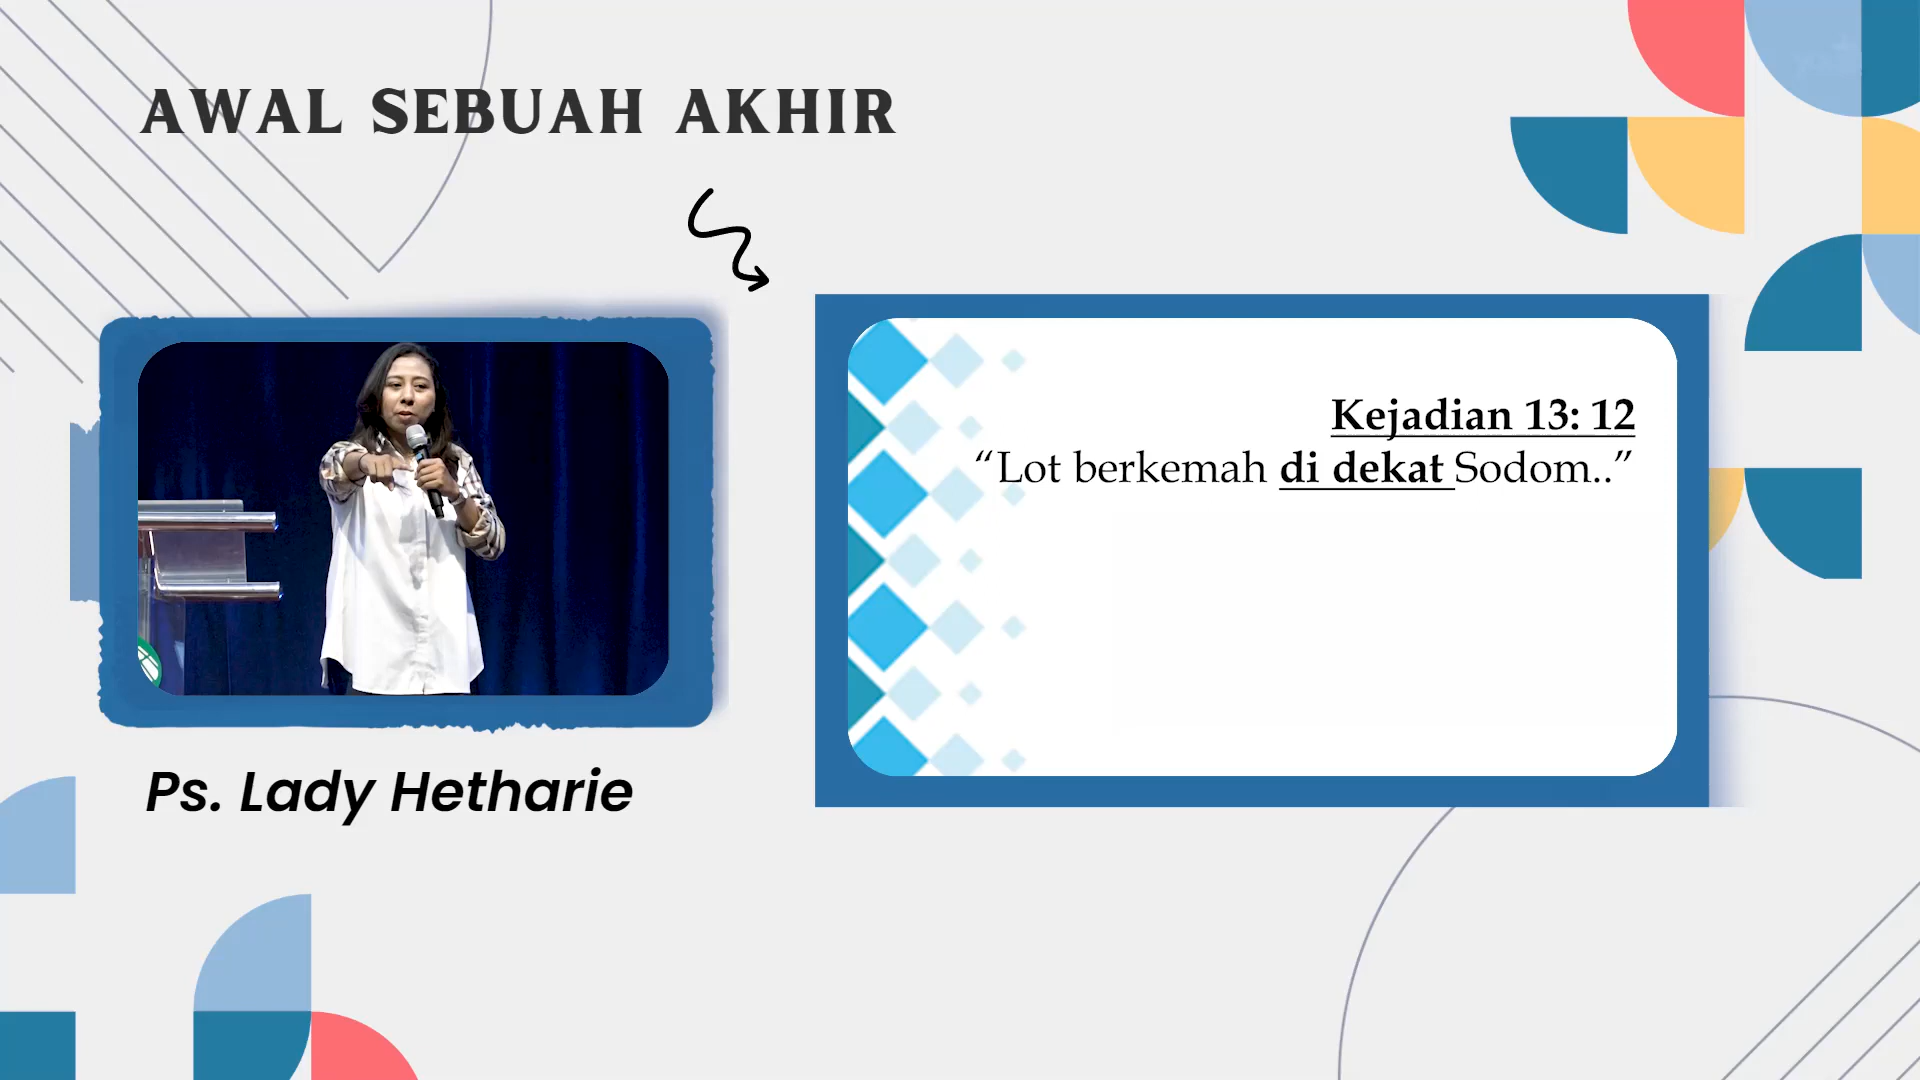 AWAL SEBUAH AKHIR
Kejadian 13: 12
“Lot berkemah di dekat Sodom..”
Ps. Lady Hetharie